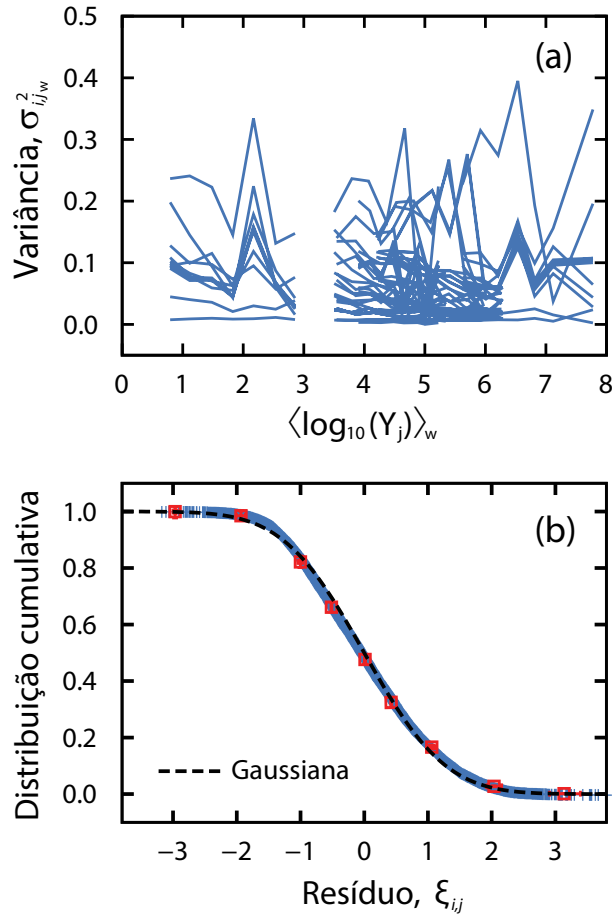 0.5
(a)
0.4
0.3
0.2
0.1
0.0
Variância, σ²i,jw
0 1 2 3 4 5 6 7 8
⟨log₁₀(Yj)⟩w
(b)
1.0
0.8
0.6
0.4
0.2
0.0
Distribuição cumulativa
Gaussiana
−3 −2 −1 0 1 2 3
Resíduo, ξi,j